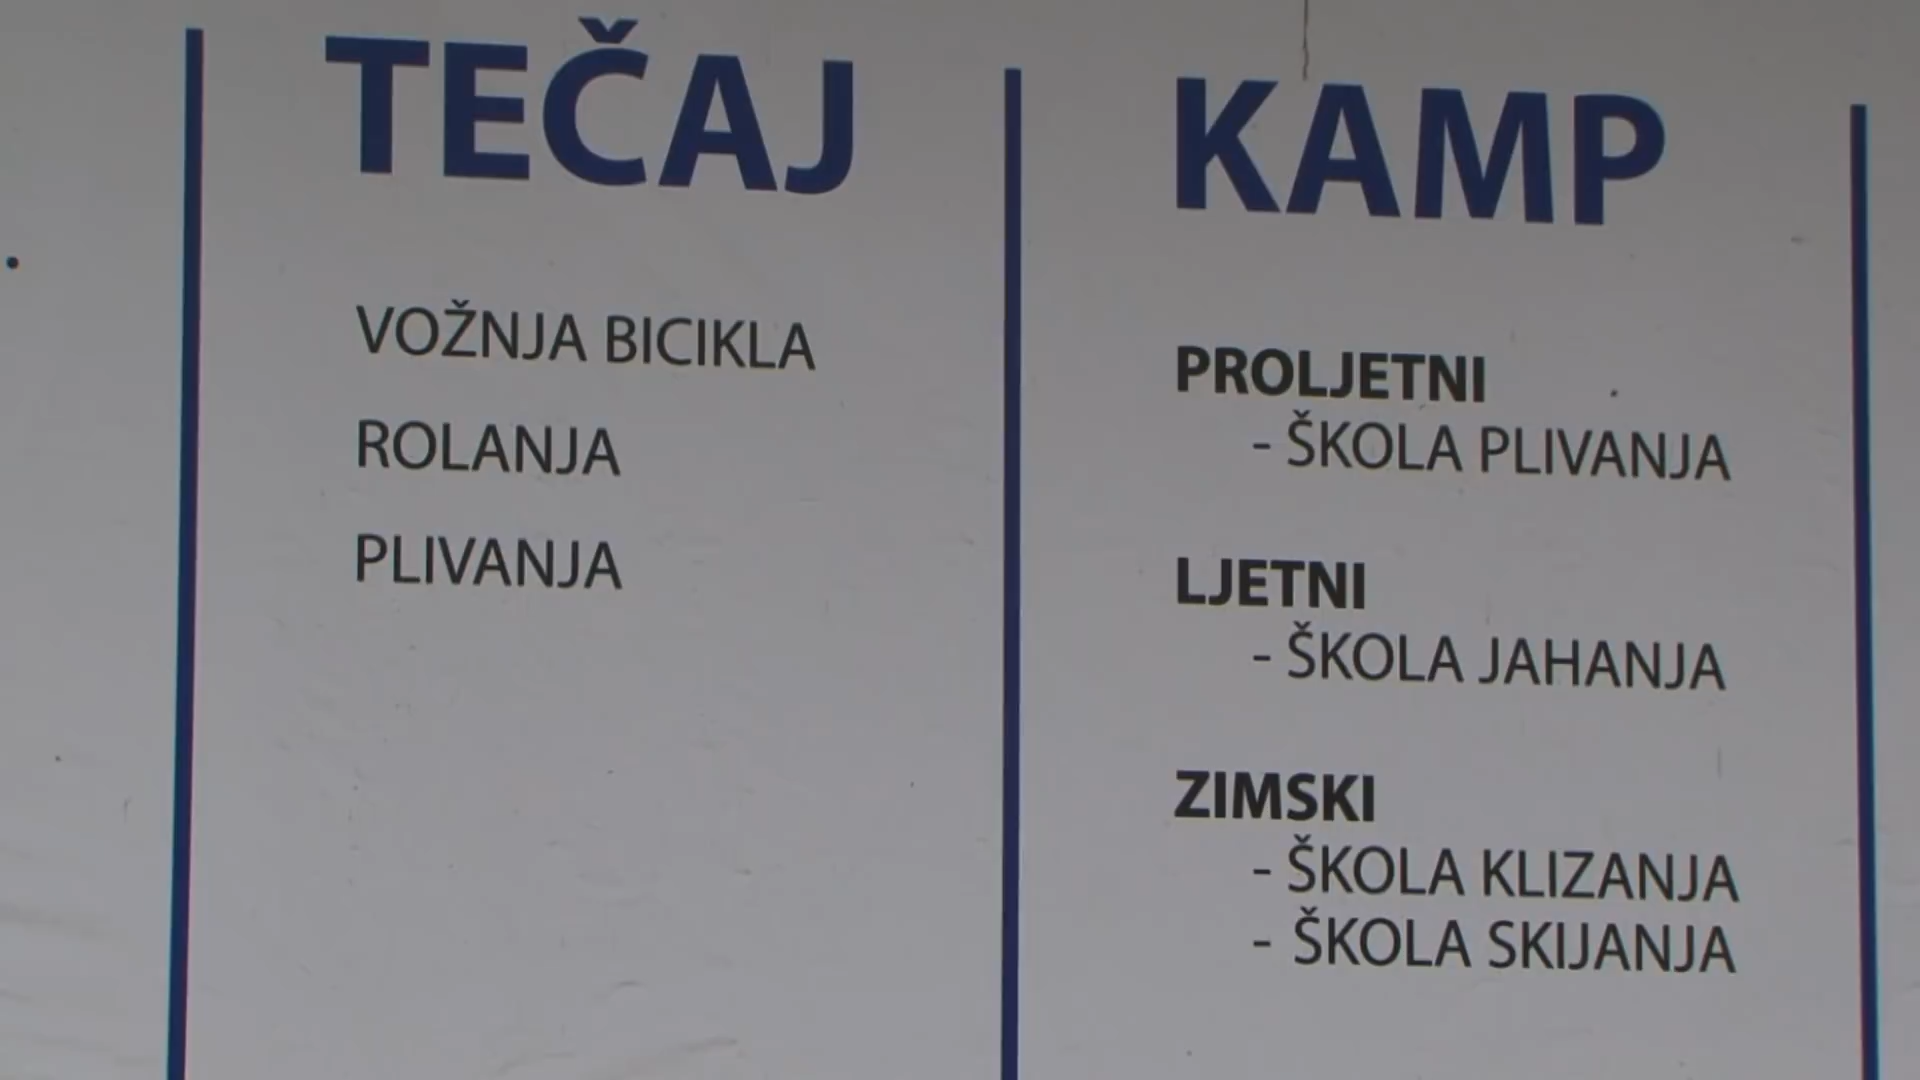 TEČAJ
VOŽNJA BICIKLA
ROLANJA
PLIVANJA
KAMP
PROLJETNI
- ŠKOLA PLIVANJA
LJETNI
- ŠKOLA JAHANJA
ZIMSKI
- ŠKOLA KLIZANJA
- ŠKOLA SKIJANJA